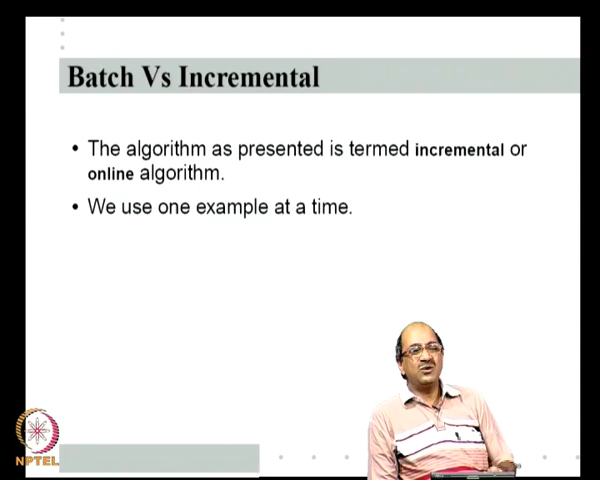 Batch Vs Incremental
• The algorithm as presented is termed incremental or
online algorithm.
• We use one example at a time.
NPTEL